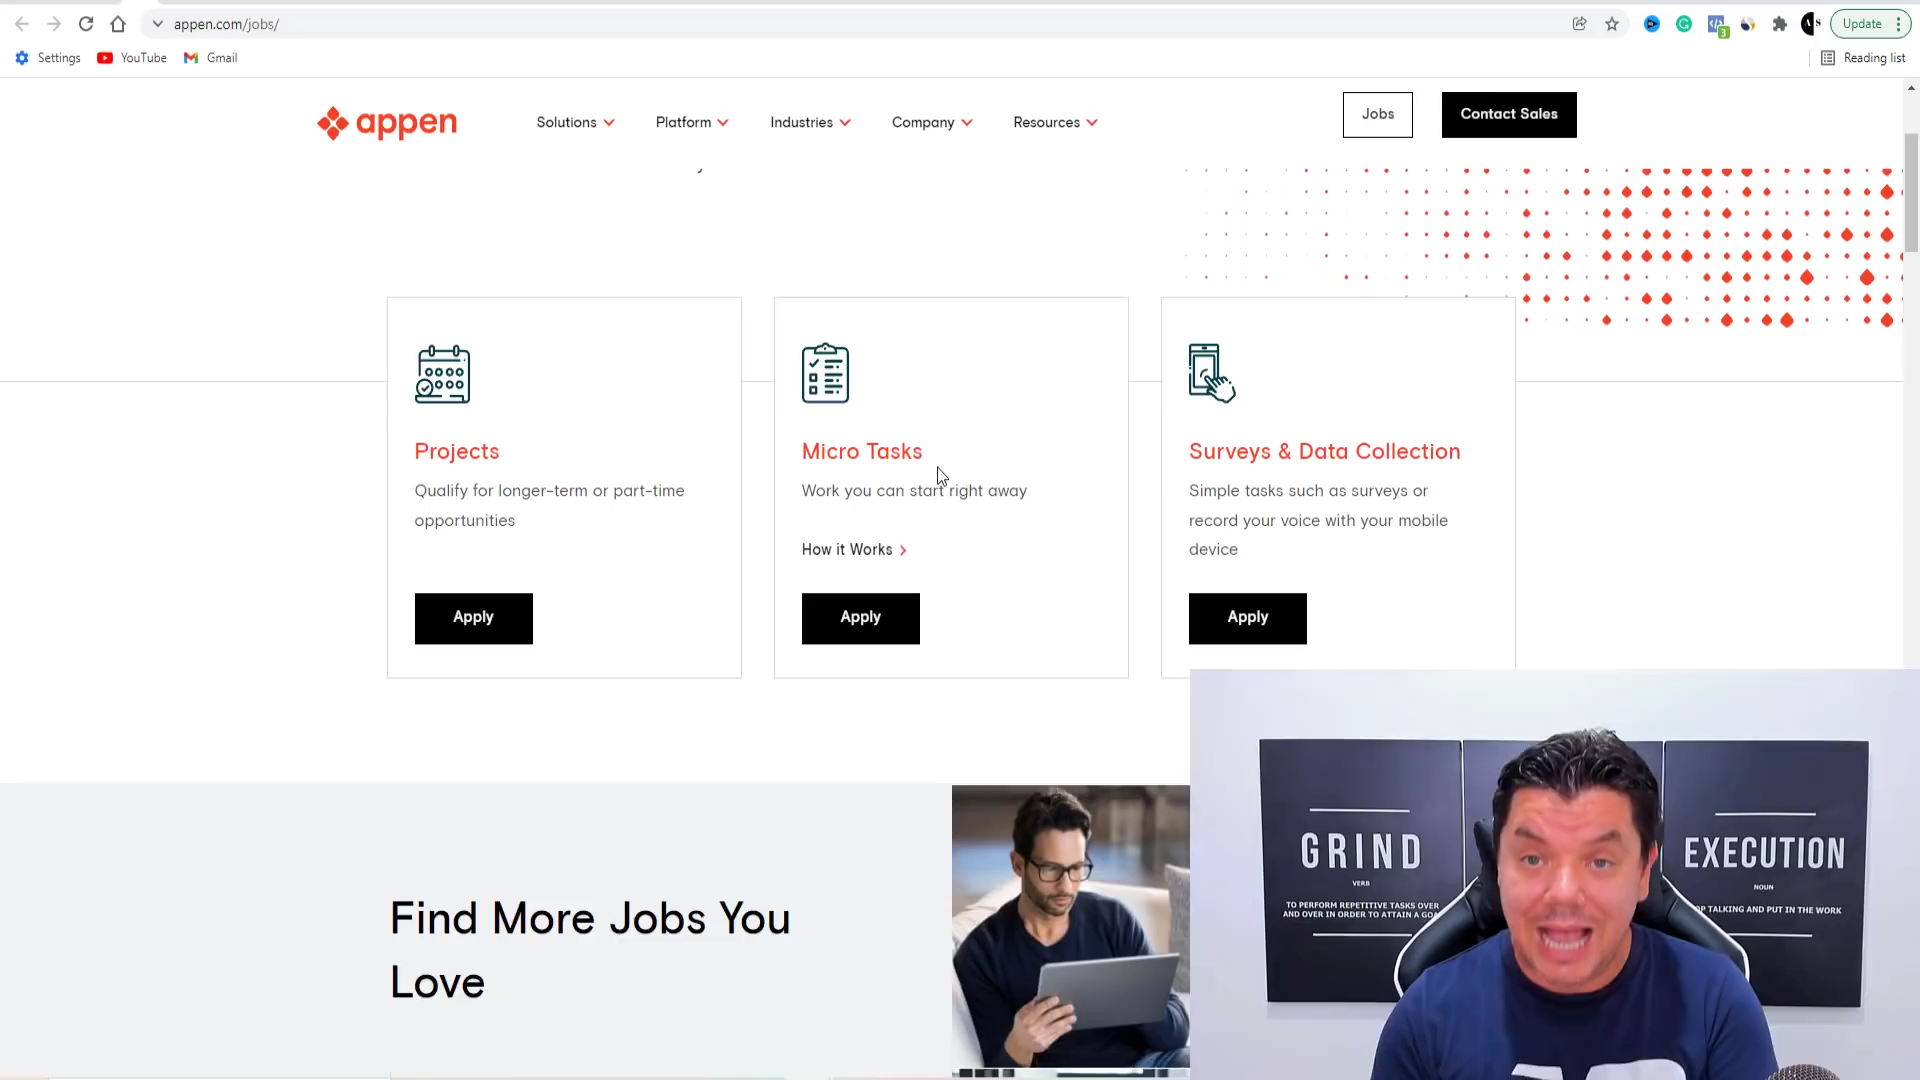 appen.com/jobs/
3
S
Update
Settings
YouTube
Gmail
Reading list
appen
Solutions
Platform
Industries
Company
Resources
Jobs
Contact Sales
Projects
Qualify for longer-term or part-time
opportunities
Apply
Micro Tasks
Work you can start right away
How it Works
Apply
Surveys & Data Collection
Simple tasks such as surveys or
record your voice with your mobile
device
Apply
Find More Jobs You
Love
GRIND
VERB
TO PERFORM REPETITIVE TASKS OVER
AND OVER IN ORDER TO ATTAIN A
EXECUTION
NOUN
TALKING AND PUT IN THE WORK